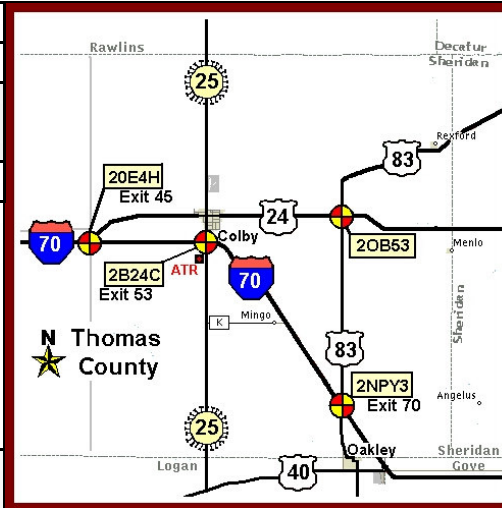 Rawlins
Decatur
Sheridan
25
Rexford
83
20E4H
Exit 45
24
70
Colby
2OB53
Menlo
2B24C
ATR
Exit 53
70
K
Mingo
Sheridan
N
Thomas
County
83
2NPY3
Exit 70
Angelus
25
Oakley
Logan
40
Sheridan
Gove